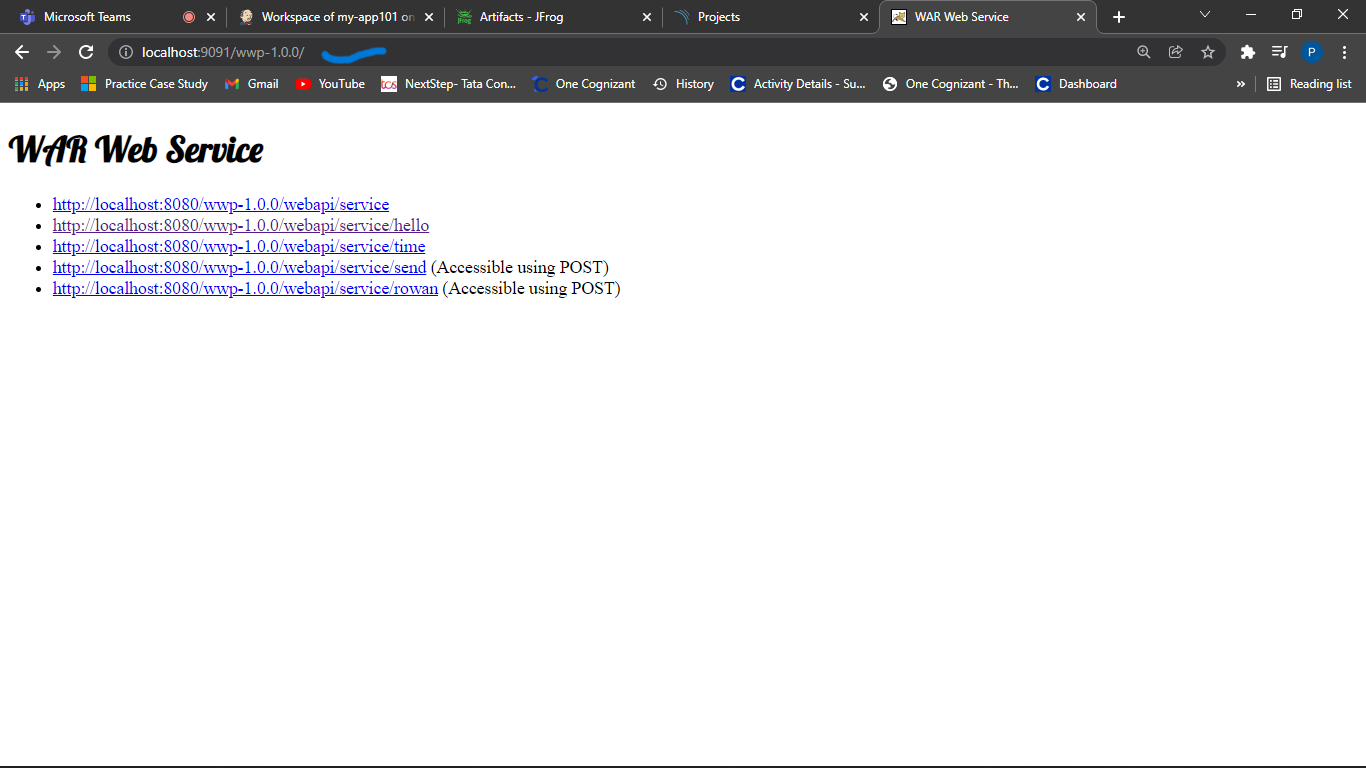 Microsoft Teams
Workspace of my-app101 on
Artifacts - JFrog
Projects
WAR Web Service
localhost:9091/wwp-1.0.0/
P
Apps
Practice Case Study
Gmail
YouTube
NextStep- Tata Con...
One Cognizant
History
Activity Details - Su...
One Cognizant - Th...
Dashboard
»
Reading list
WAR Web Service
• http://localhost:8080/wwp-1.0.0/webapi/service
• http://localhost:8080/wwp-1.0.0/webapi/service/hello
• http://localhost:8080/wwp-1.0.0/webapi/service/time
• http://localhost:8080/wwp-1.0.0/webapi/service/send (Accessible using POST)
• http://localhost:8080/wwp-1.0.0/webapi/service/rowan (Accessible using POST)